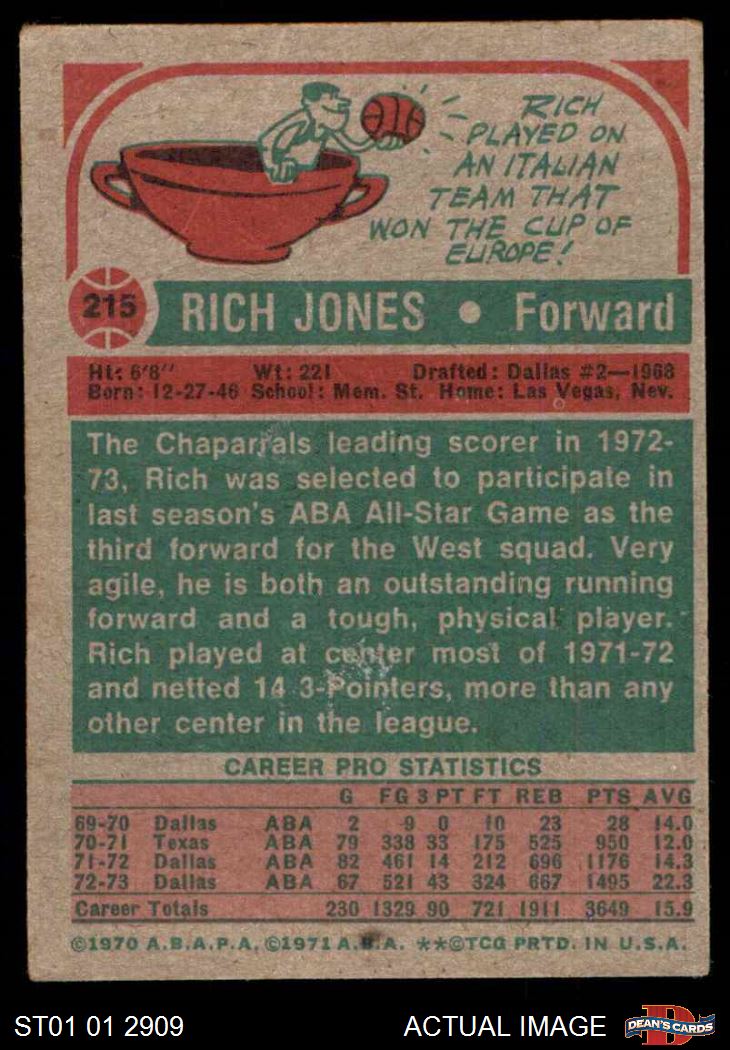 RICH
PLAYED ON
AN ITALIAN
TEAM THAT
WON THE CUP OF
EUROPE!
215 RICH JONES • Forward
Ht: 6'8" Wt: 221 Drafted: Dallas #2—1968
Born: 12-27-46 School: Mem. St. Home: Las Vegas, Nev.
The Chaparrals leading scorer in 1972-
73, Rich was selected to participate in
last season's ABA All-Star Game as the
third forward for the West squad. Very
agile, he is both an outstanding running
forward and a tough, physical player.
Rich played at center most of 1971-72
and netted 14 3-Pointers, more than any
other center in the league.
CAREER PRO STATISTICS
G FG 3 PT FT REB PTS AVG
69-70 Dallas ABA 2 9 0 10 23 28 14.0
70-71 Texas ABA 79 338 33 175 525 950 12.0
71-72 Dallas ABA 82 461 14 212 696 1176 14.3
72-73 Dallas ABA 67 521 43 324 667 1495 22.3
Career Totals 230 1329 90 721 1911 3649 15.9
©1970 A.B.A.P.A. ©1971 A.B.A. **©TCG PRTD. IN U.S.A.
ST01 01 2909 ACTUAL IMAGE D DEAN'S CARDS